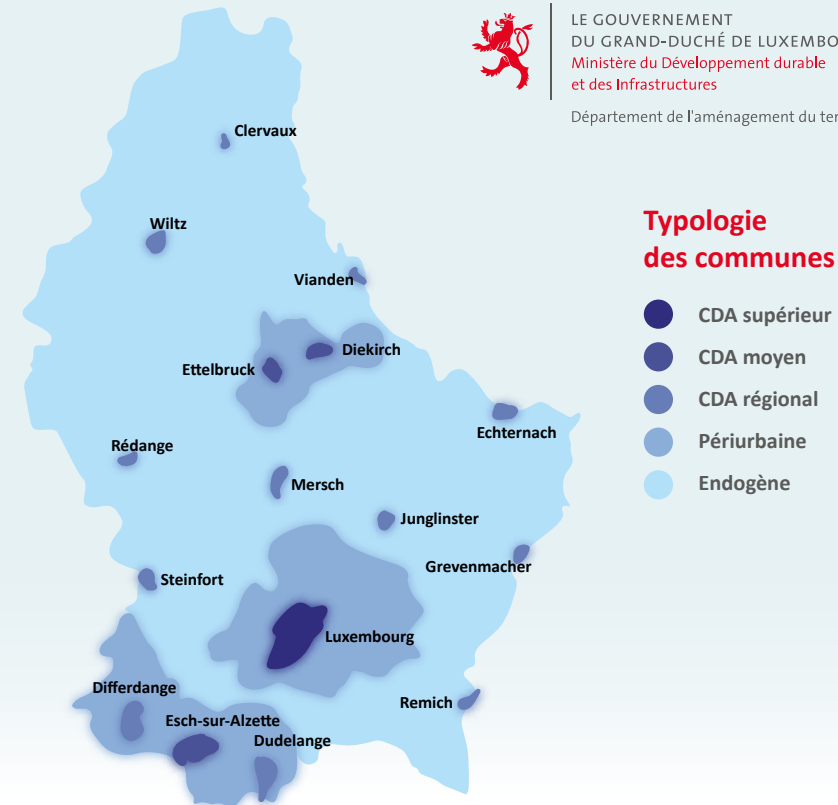 LE GOUVERNEMENT
DU GRAND-DUCHÉ DE
Ministère du Développement durable
et des Infrastructures
Département de l'aménagement du
Clervaux
Wiltz
Vianden
Diekirch
Ettelbruck
Echternach
Rédange
Mersch
Junglinster
Grevenmacher
Steinfort
Luxembourg
Differdange
Remich
Esch-sur-Alzette
Dudelange
Typologie
des communes
CDA supérieur
CDA moyen
CDA régional
Périurbaine
Endogène